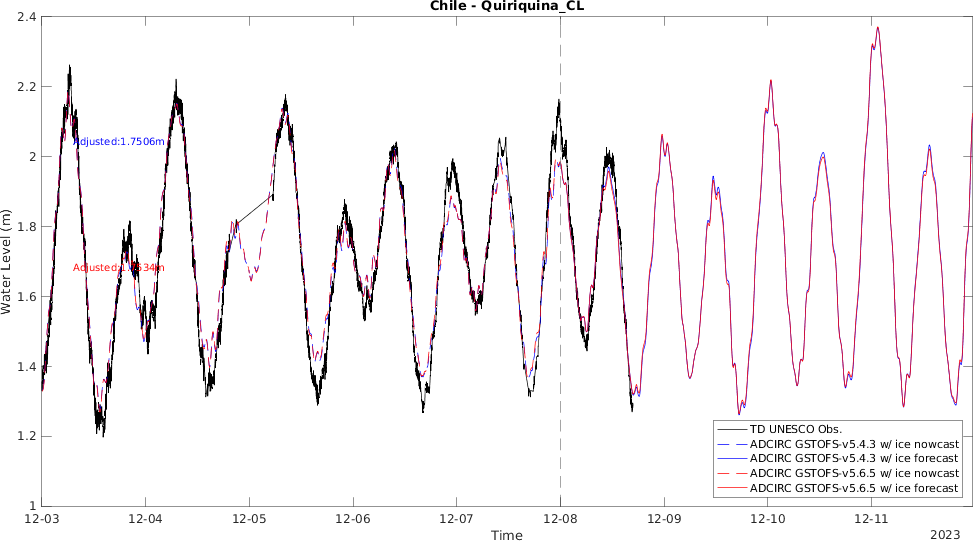 Chile - Quiriquina_CL
2.4
2.2
2
1.8
1.6
1.4
1.2
1
Water Level (m)
Adjusted:1.7506m
TD UNESCO Obs.
ADCIRC GSTOFS-v5.4.3 w/ ice nowcast
ADCIRC GSTOFS-v5.4.3 w/ ice forecast
ADCIRC GSTOFS-v5.6.5 w/ ice nowcast
ADCIRC GSTOFS-v5.6.5 w/ ice forecast
12-03 12-04 12-05 12-06 12-07 12-08 12-09 12-10 12-11
Time
2023